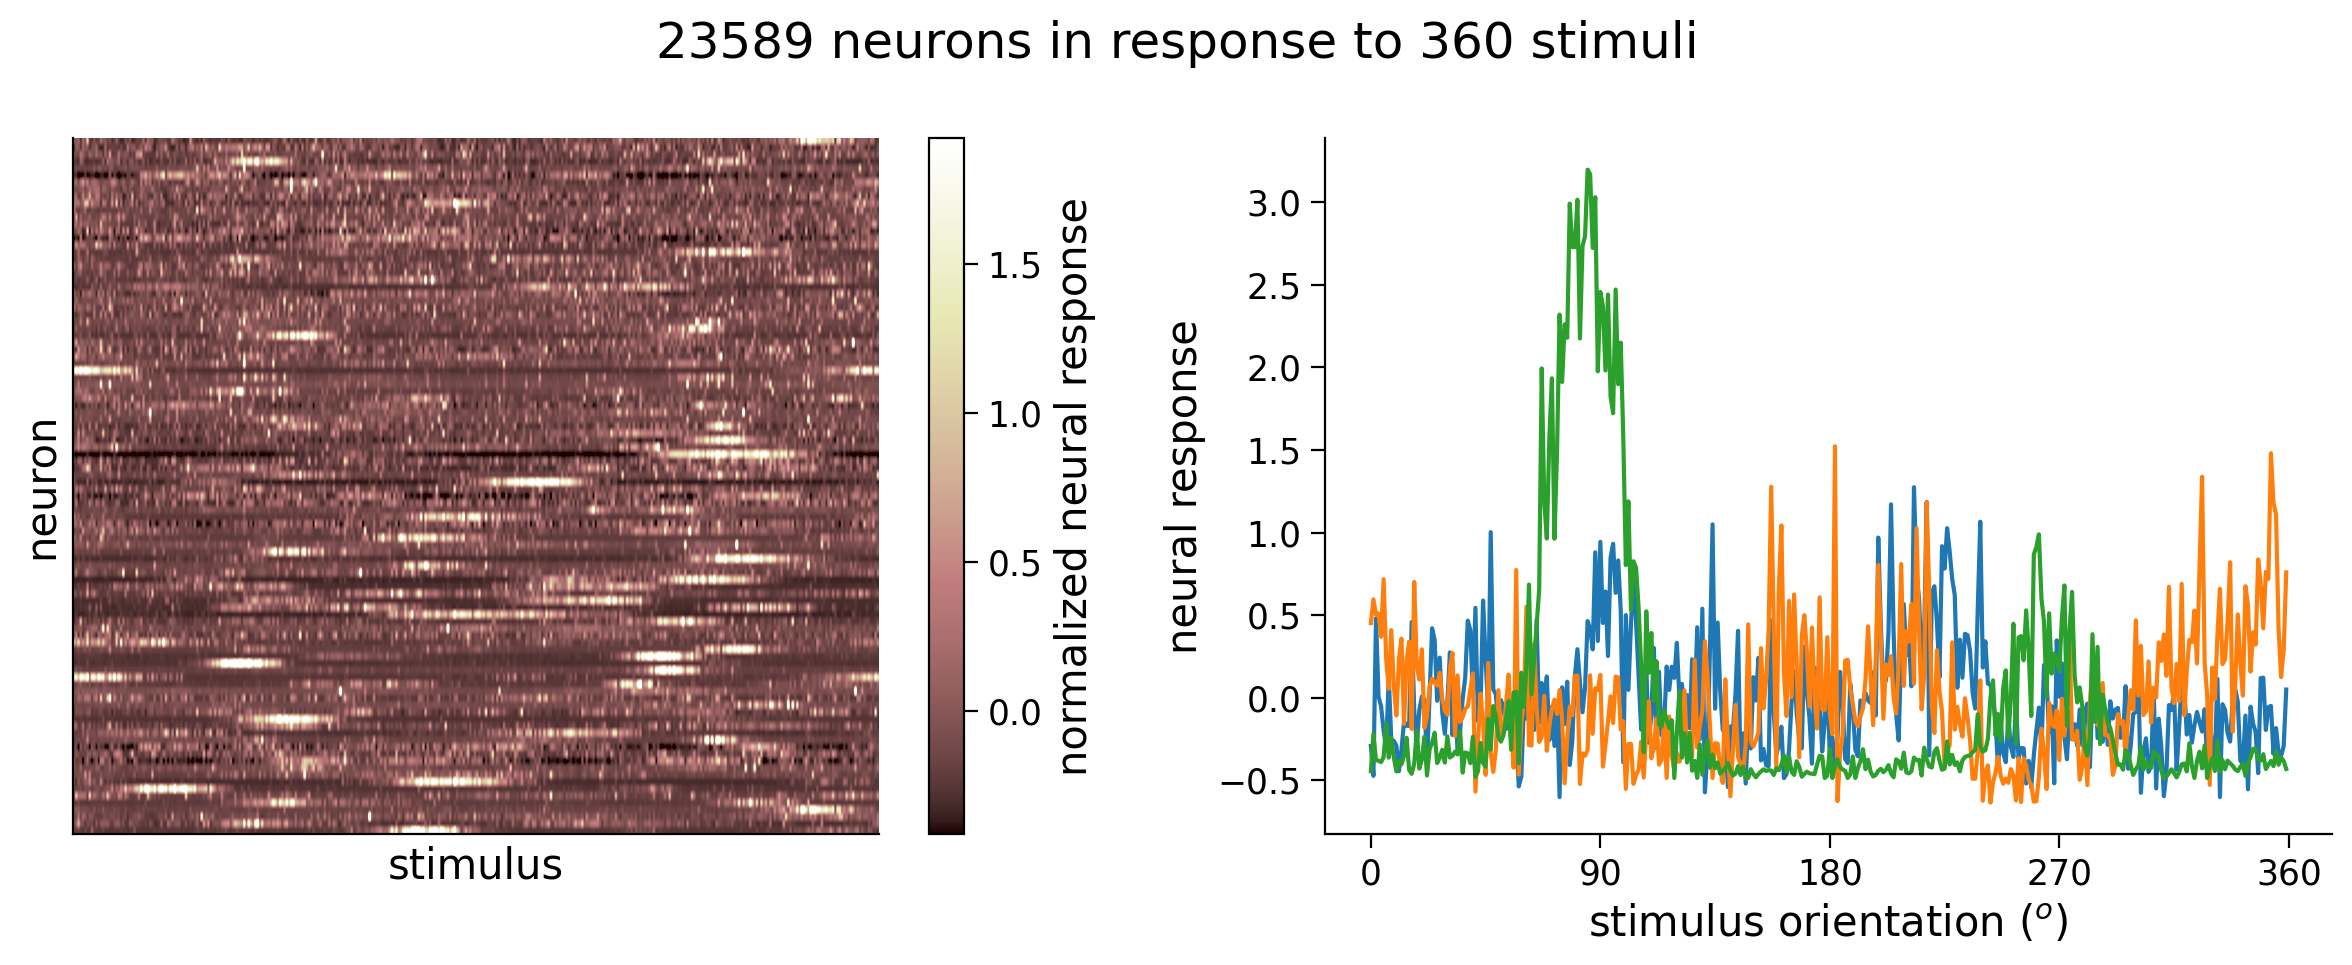 23589 neurons in response to 360 stimuli
neuron
stimulus
1.5
1.0
0.5
0.0
normalized neural response
neural response
3.0
2.5
2.0
1.5
1.0
0.5
0.0
−0.5
0 90 180 270 360
stimulus orientation (°)